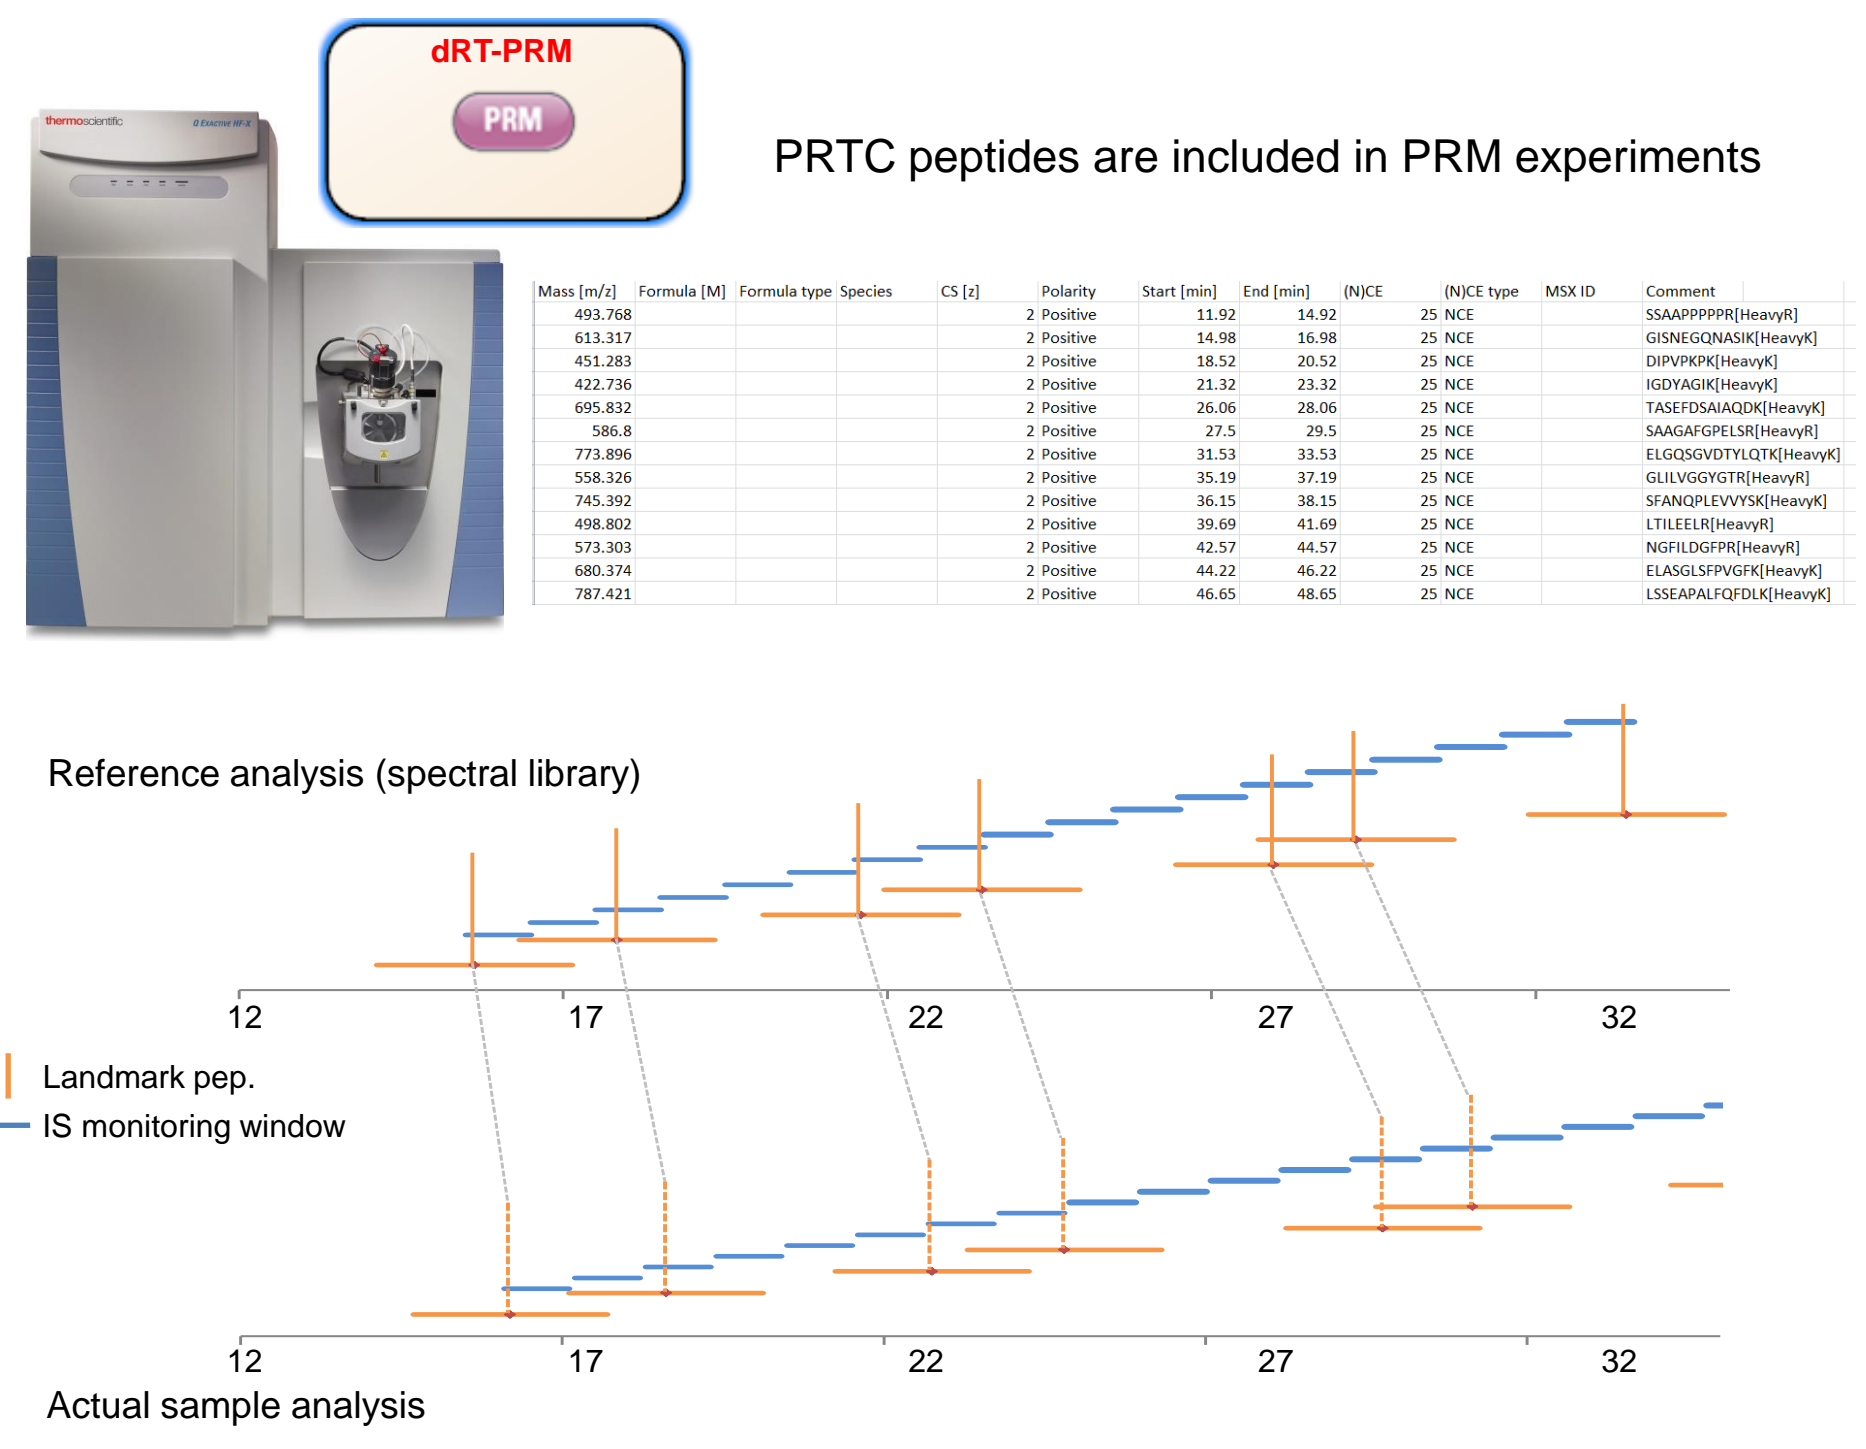 dRT-PRM
PRM
thermoscientific
Q EXACTIVE HF-X
PRTC peptides are included in PRM experiments
Mass [m/z] Formula [M] Formula type Species CS [z] Polarity Start [min] End [min] (N)CE (N)CE type MSX ID Comment
493.768 2 Positive 11.92 14.92 25 NCE SSAAPPPPPR[HeavyR]
613.317 2 Positive 14.98 16.98 25 NCE GISNEGQNASIK[HeavyK]
451.283 2 Positive 18.52 20.52 25 NCE DIPVPKPK[HeavyK]
422.736 2 Positive 21.32 23.32 25 NCE IGDYAGIK[HeavyK]
695.832 2 Positive 26.06 28.06 25 NCE TASEFDSAIAQDK[HeavyK]
586.8 2 Positive 27.5 29.5 25 NCE SAAGAFGPELSR[HeavyR]
773.896 2 Positive 31.53 33.53 25 NCE ELGQSGVDTYLQTK[HeavyK]
558.326 2 Positive 35.19 37.19 25 NCE GLILVGGYGTR[HeavyR]
745.392 2 Positive 36.15 38.15 25 NCE SFANQPLEVVYSK[HeavyK]
498.802 2 Positive 39.69 41.69 25 NCE LTILEELR[HeavyR]
573.303 2 Positive 42.57 44.57 25 NCE NGFILDGFPR[HeavyR]
680.374 2 Positive 44.22 46.22 25 NCE ELASGLSFPVGFK[HeavyK]
787.421 2 Positive 46.65 48.65 25 NCE LSSEAPALFQFDLK[HeavyK]
Reference analysis (spectral library)
12 17 22 27 32
Landmark pep.
IS monitoring window
12 17 22 27 32
Actual sample analysis